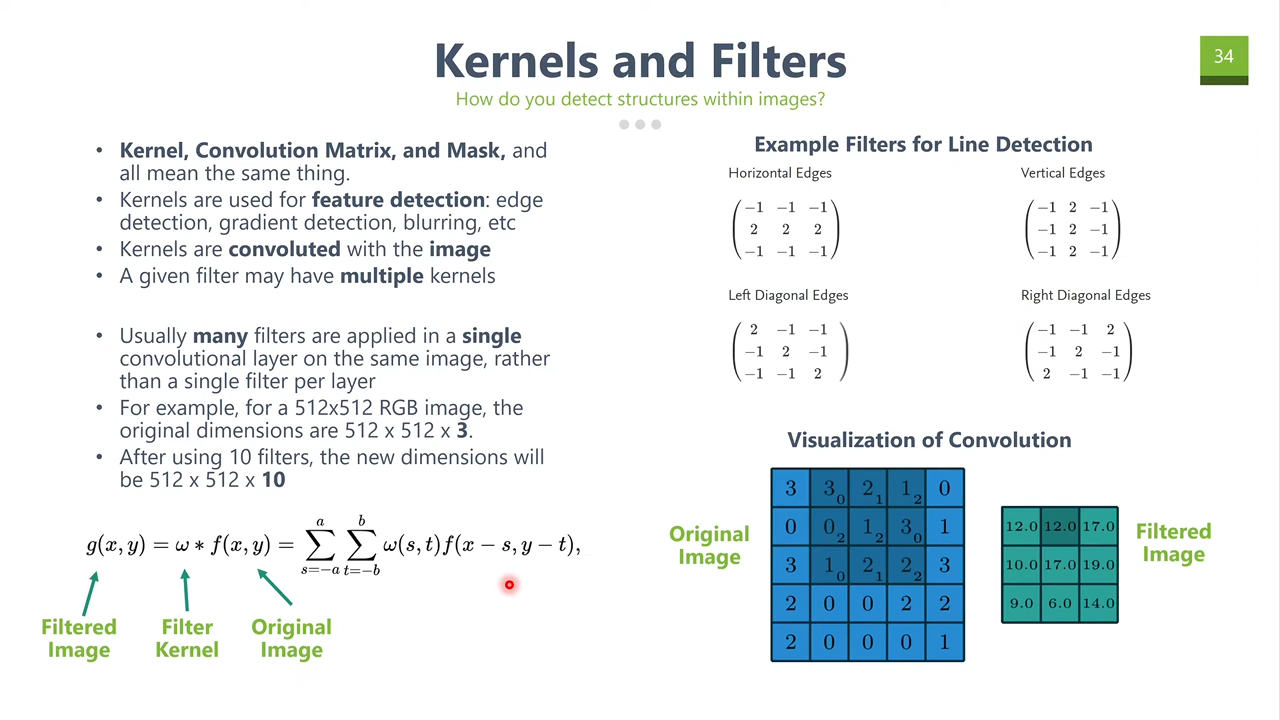 Kernels and Filters
34
How do you detect structures within images?
• Kernel, Convolution Matrix, and Mask, and
all mean the same thing.
• Kernels are used for feature detection: edge
detection, gradient detection, blurring, etc
• Kernels are convoluted with the image
• A given filter may have multiple kernels
• Usually many filters are applied in a single
convolutional layer on the same image, rather
than a single filter per layer
• For example, for a 512x512 RGB image, the
original dimensions are 512 x 512 x 3.
• After using 10 filters, the new dimensions will
be 512 x 512 x 10
g(x, y) = ω ∗ f(x, y) = ∑_{s=−a}^{a} ∑_{t=−b}^{b} ω(s, t)f(x − s, y − t),
Filtered
Image
Filter
Kernel
Original
Image
Example Filters for Line Detection
Horizontal Edges
−1 −1 −1
2 2 2
−1 −1 −1
Vertical Edges
−1 2 −1
−1 2 −1
−1 2 −1
Left Diagonal Edges
2 −1 −1
−1 2 −1
−1 −1 2
Right Diagonal Edges
−1 −1 2
−1 2 −1
2 −1 −1
Visualization of Convolution
Original
Image
3 3₀ 2₁ 1₂ 0
0 0₂ 1₂ 3₀ 1
3 1₀ 2₁ 2₂ 3
2 0 0 2 2
2 0 0 0 1
12.0 12.0 17.0
10.0 17.0 19.0
9.0 6.0 14.0
Filtered
Image